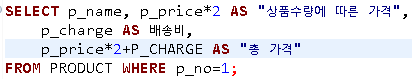 SELECT p_name, p_price*2 AS "상품수량에 따른 가격",
p_charge AS 배송비,
p_price*2+P_CHARGE AS "총 가격"
FROM PRODUCT WHERE p_no=1;